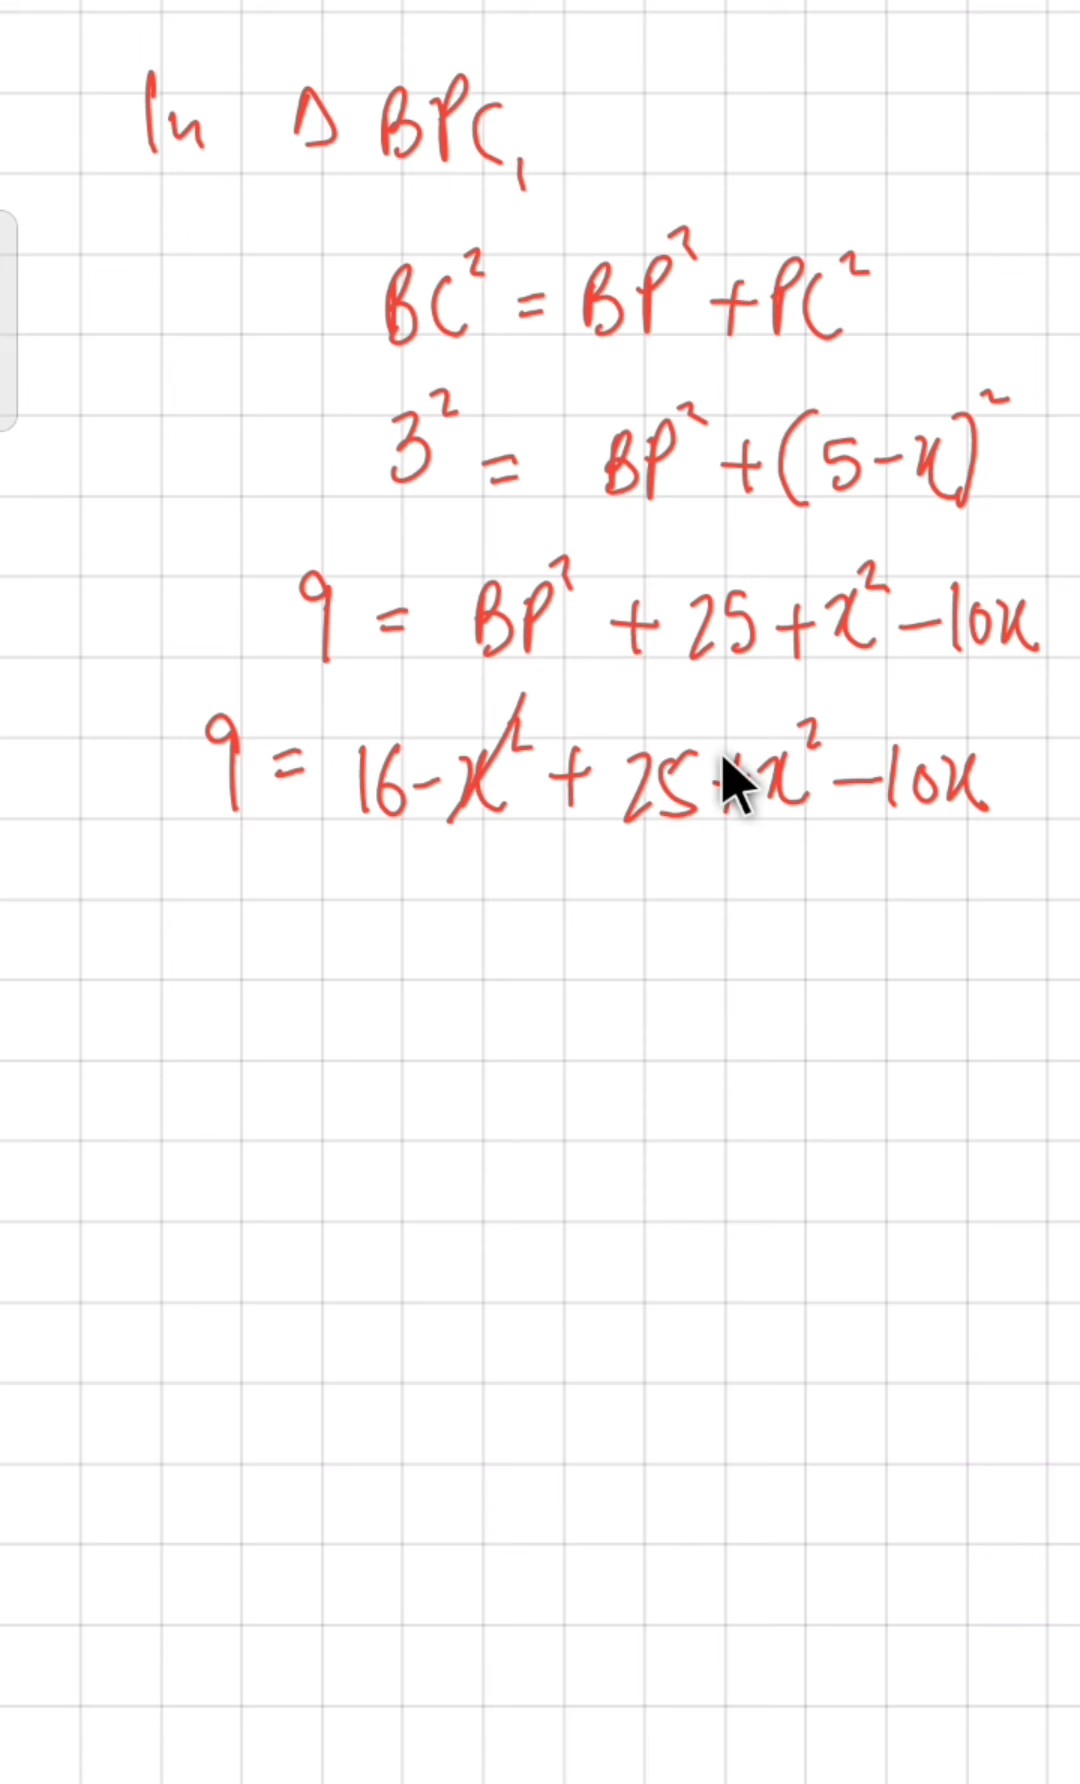 In Δ BPC,
BC² = BP² + PC²
3² = BP² + (5-x)²
9 = BP² + 25 + x² - 10x
9 = 16 - x² + 25 + x² - 10x